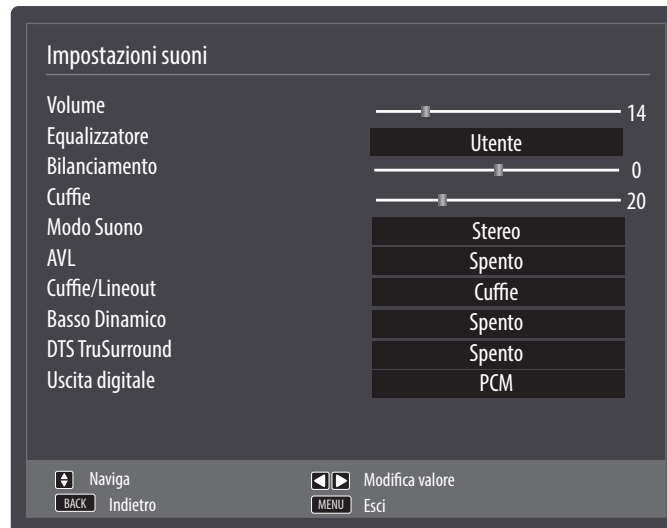 Impostazioni suoni
Volume 14
Equalizzatore Utente
Bilanciamento 0
Cuffie 20
Modo Suono Stereo
AVL Spento
Cuffie/Lineout Cuffie
Basso Dinamico Spento
DTS TruSurround Spento
Uscita digitale PCM
Naviga Modifica valore
BACK Indietro MENU Esci